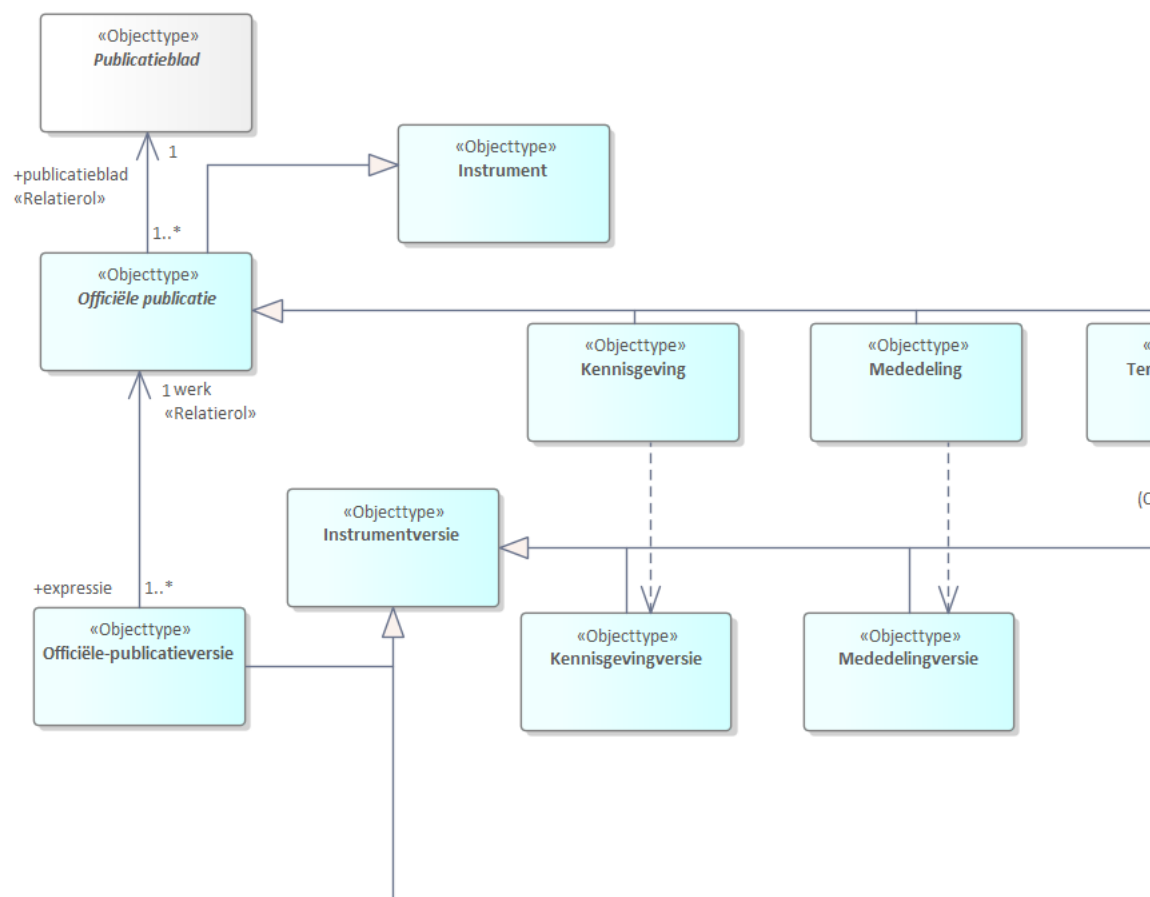 «Objecttype»
Publicatieblad
1
+publicatieblad
«Relatierol»
1..*
«Objecttype»
Instrument
«Objecttype»
Officiële publicatie
«Objecttype»
Kennisgeving
«Objecttype»
Mededeling
1 werk
«Relatierol»
«Objecttype»
Instrumentversie
+expressie
1..*
«Objecttype»
Officiële-publicatieversie
«Objecttype»
Kennisgevingversie
«Objecttype»
Mededelingversie